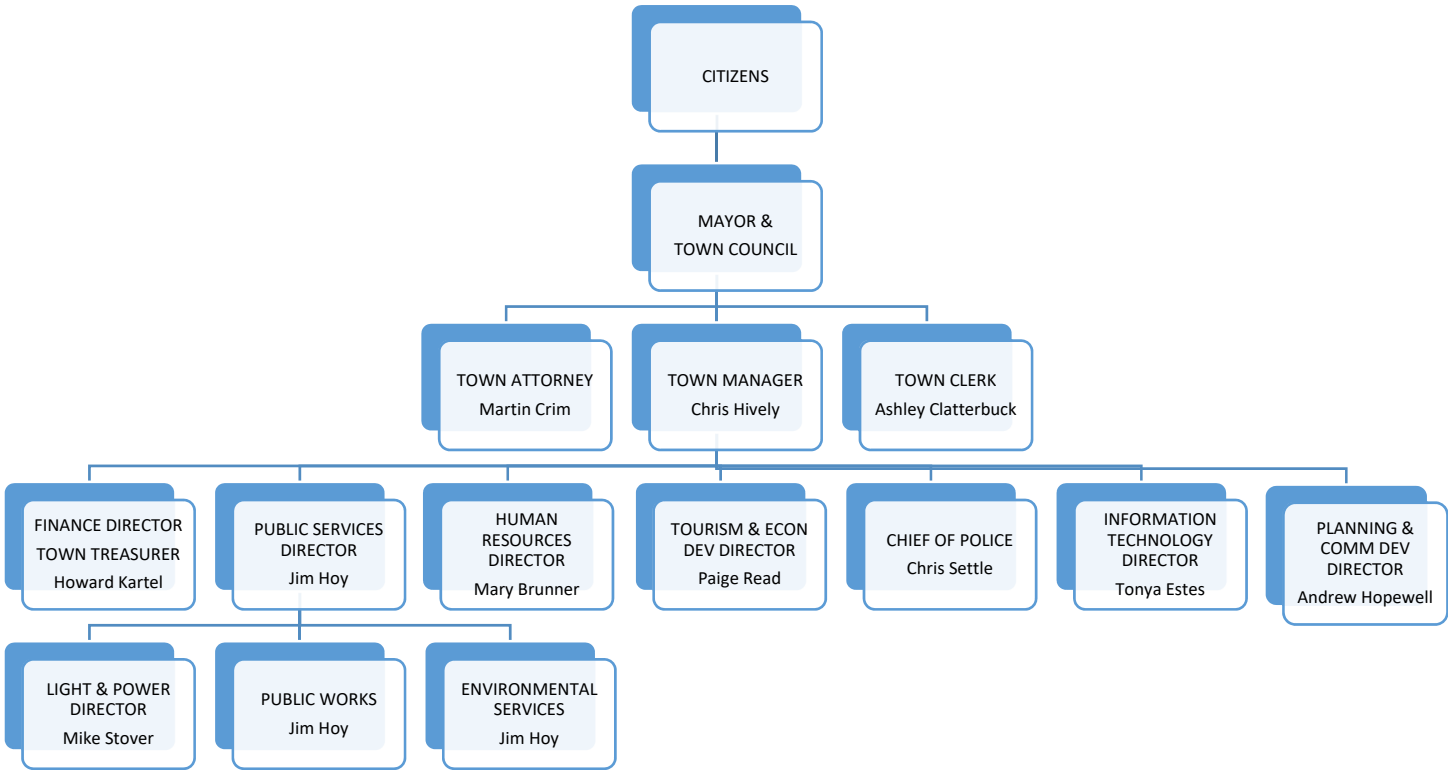 CITIZENS
MAYOR &
TOWN COUNCIL
TOWN ATTORNEY
Martin Crim
TOWN MANAGER
Chris Hively
TOWN CLERK
Ashley Clatterbuck
FINANCE DIRECTOR
TOWN TREASURER
Howard Kartel
PUBLIC SERVICES
DIRECTOR
Jim Hoy
HUMAN
RESOURCES
DIRECTOR
Mary Brunner
TOURISM & ECON
DEV DIRECTOR
Paige Read
CHIEF OF POLICE
Chris Settle
INFORMATION
TECHNOLOGY
DIRECTOR
Tonya Estes
PLANNING &
COMM DEV
DIRECTOR
Andrew Hopewell
LIGHT & POWER
DIRECTOR
Mike Stover
PUBLIC WORKS
Jim Hoy
ENVIRONMENTAL
SERVICES
Jim Hoy